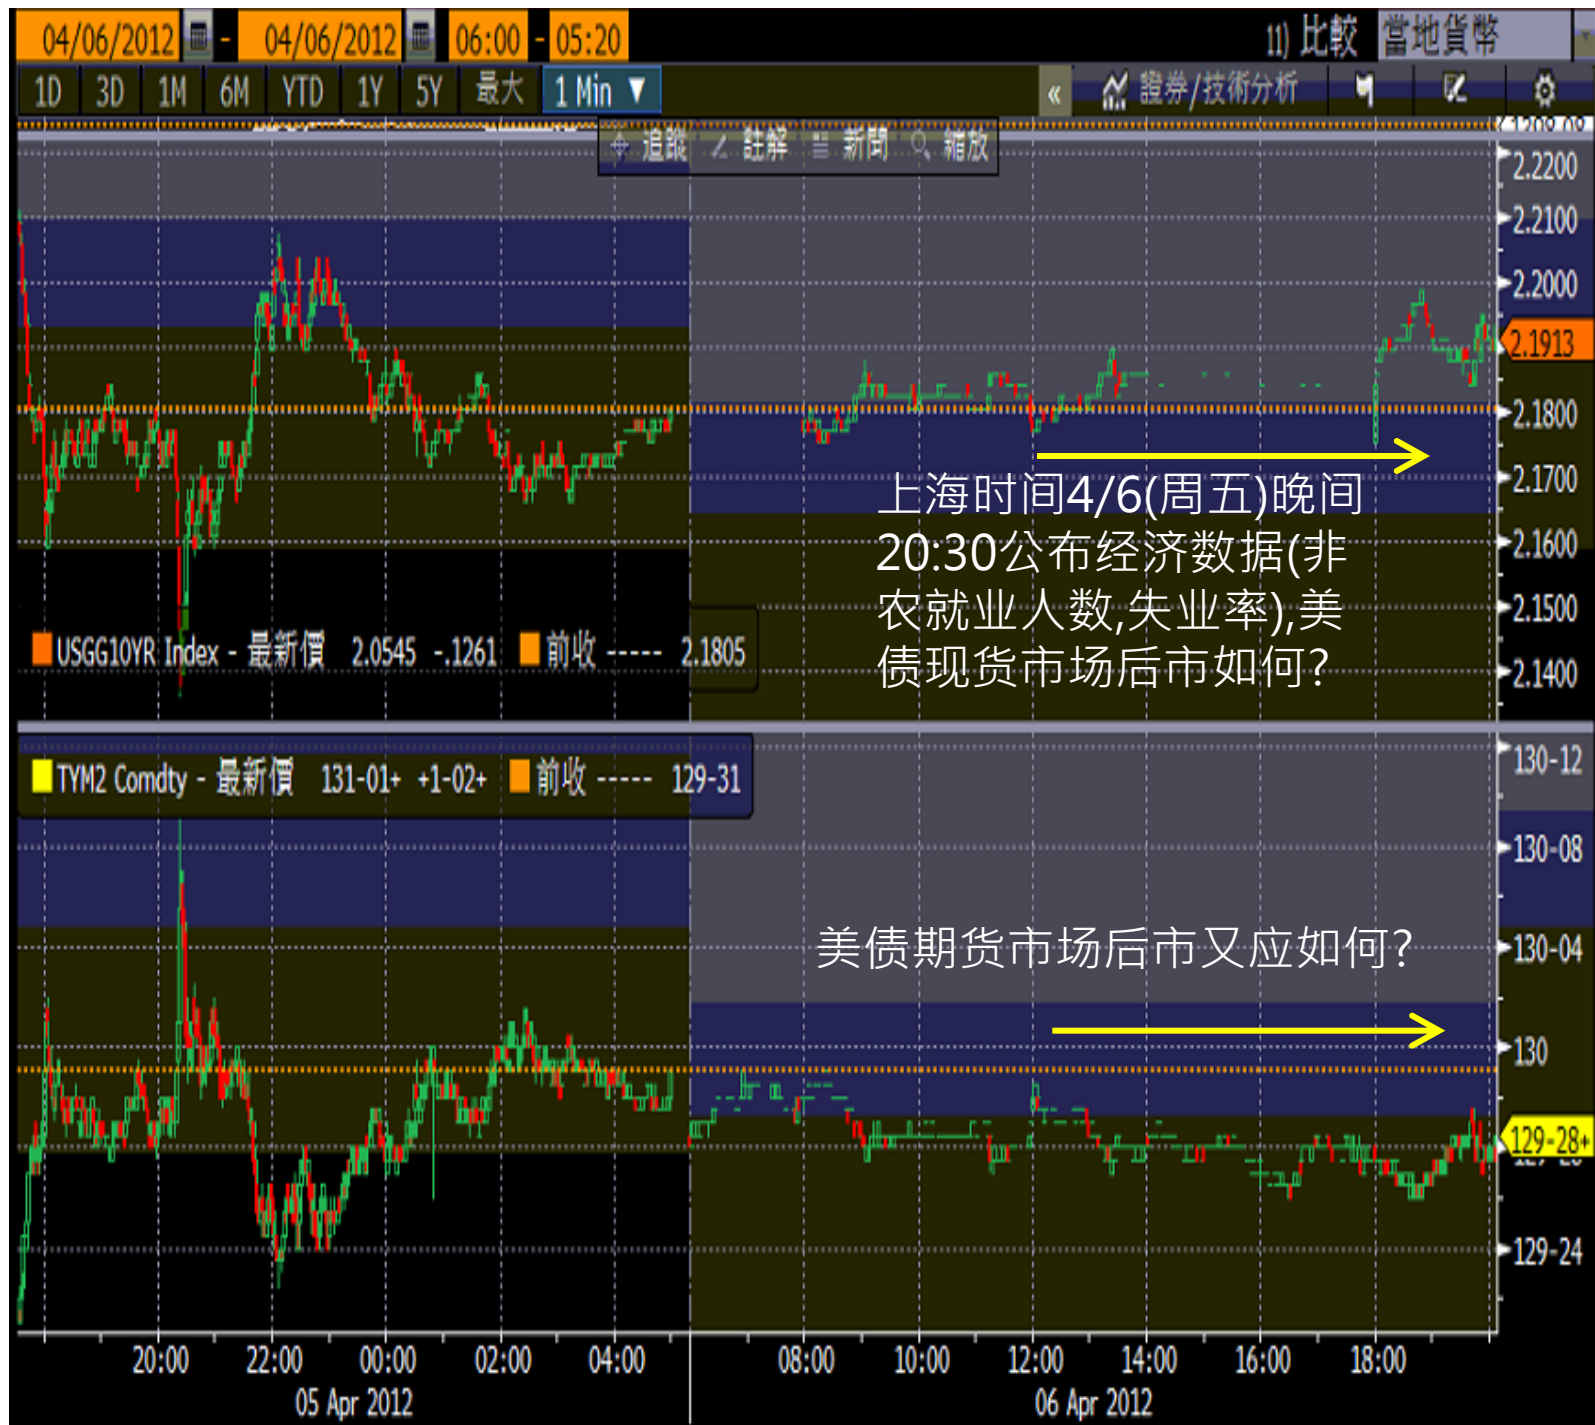 04/06/2012 - 04/06/2012 06:00 - 05:20 11) 比較 當地貨幣
1D 3D 1M 6M YTD 1Y 5Y 最大 1 Min ▼ « 證券/技術分析
追蹤 註解 新聞 縮放
2.2200
2.2100
2.2000
2.1913
2.1800
2.1700
2.1600
2.1500
2.1400
上海时间4/6(周五)晚间
20:30公布经济数据(非
农就业人数,失业率),美
债现货市场后市如何?
USGG10YR Index - 最新價 2.0545 -.1261 前收 ----- 2.1805
TYM2 Comdty - 最新價 131-01+ +1-02+ 前收 ----- 129-31
130-12
130-08
130-04
130
129-28+
129-24
美债期货市场后市又应如何?
20:00 22:00 00:00 02:00 04:00 08:00 10:00 12:00 14:00 16:00 18:00
05 Apr 2012 06 Apr 2012